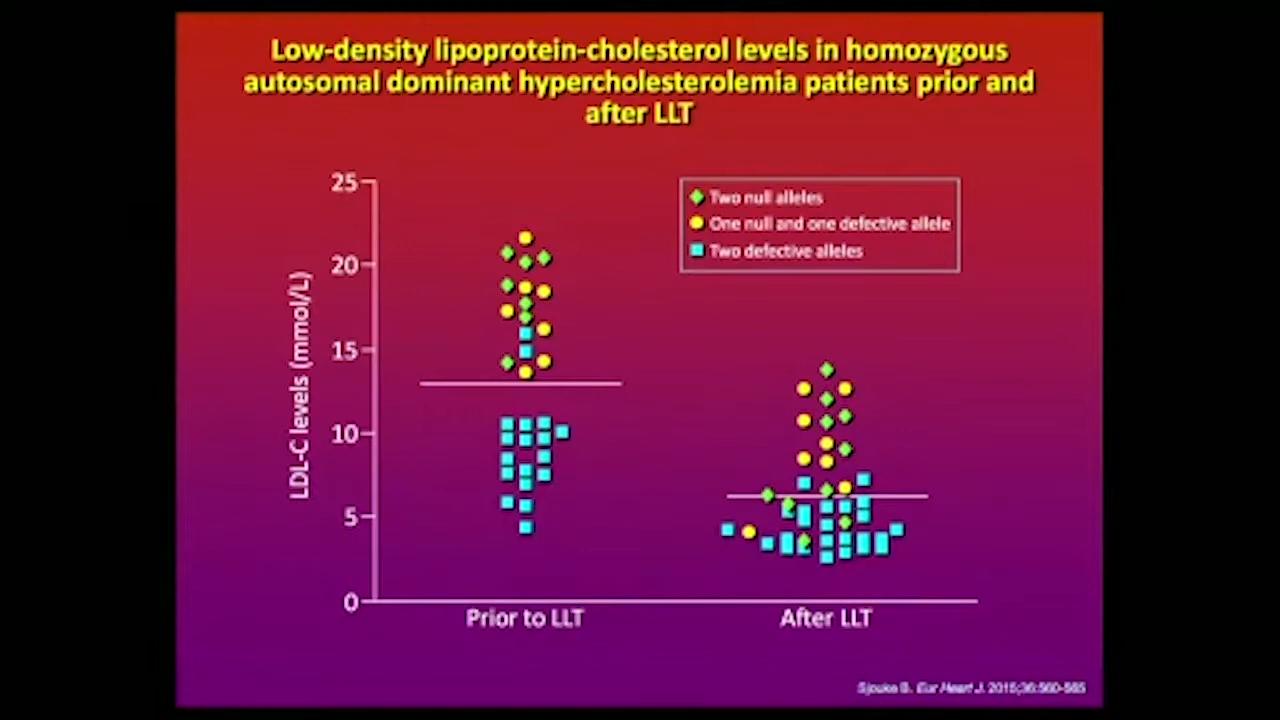 Low-density lipoprotein-cholesterol levels in homozygous
autosomal dominant hypercholesterolemia patients prior and
after LLT
Two null alleles
One null and one defective allele
Two defective alleles
LDL-C levels (mmol/L)
25
20
15
10
5
0
Prior to LLT
After LLT
Sjouke B. Eur Heart J. 2015;36:560-565